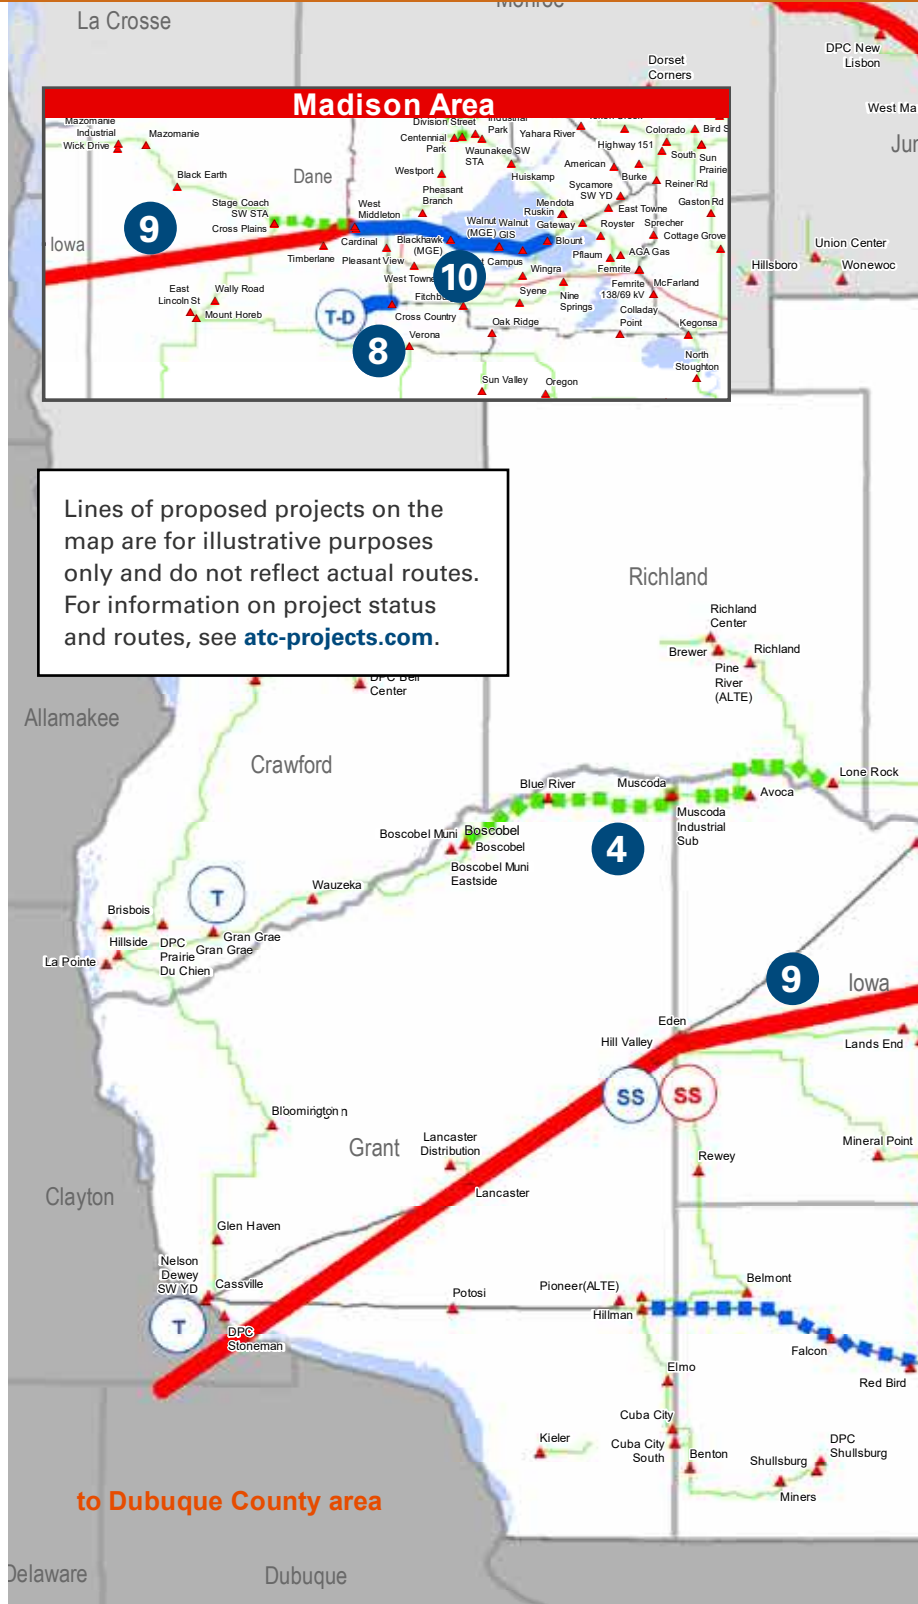 La Crosse
Monroe
DPC New
Lisbon
Dorset
Corners
West Ma
Madison Area
Mazomanie
Industrial
Wick Drive
Mazomanie
Black Earth
Dane
Stage Coach
SW STA
Cross Plains
9
Iowa
West
Middleton
Cardinal
Timberlane
Pleasant View
East
Lincoln St
Wally Road
Mount Horeb
T-D
8
Division Street
Industrial
Park
Centennial
Park
Waunakee SW
STA
Westport
Huiskamp
Pheasant
Branch
Yahara River
Highway 151
Colorado
Bird S
South
Sun
Prairie
American
Burke
Reiner Rd
Sycamore
SW YD
Mendota
Ruskin
Gateway
East Towne
Gaston Rd
Royster
Sprecher
Cottage Grove
Walnut
(MGE)
Walnut
GIS
Blackhawk
(MGE)
Blount
Pflaum
AGA Gas
Femrite
West Towne
Campus
10
Wingra
Femrite
138/69 kV
McFarland
Syene
Nine
Springs
Colladay
Point
Cross Country
Verona
Oak Ridge
Kegonsa
North
Stoughton
Sun Valley
Oregon
Hillsboro
Union Center
Wonewoc
Lines of proposed projects on the
map are for illustrative purposes
only and do not reflect actual routes.
For information on project status
and routes, see atc-projects.com.
Richland
Richland
Center
Brewer
Richland
Pine
River
(ALTE)
DPC Bell
Center
Allamakee
Crawford
Blue River
Muscoda
Lone Rock
Avoca
Muscoda
Industrial
Sub
Boscobel Muni
Boscobel
Boscobel
Boscobel Muni
Eastside
4
T
Wauzeka
Brisbois
Hillside
DPC
Prairie
Du Chien
Gran Grae
Gran Grae
La Pointe
9
Iowa
Eden
Hill Valley
Lands End
SS
SS
Bloomington
Grant
Lancaster
Distribution
Lancaster
Rewey
Mineral Point
Clayton
Glen Haven
Nelson
Dewey
SW YD
Cassville
T
DPC
Stoneman
Potosi
Pioneer(ALTE)
Hillman
Belmont
Falcon
Red Bird
Elmo
Cuba City
Cuba City
South
Kieler
Benton
Shullsburg
DPC
Shullsburg
Miners
to Dubuque County area
Delaware
Dubuque